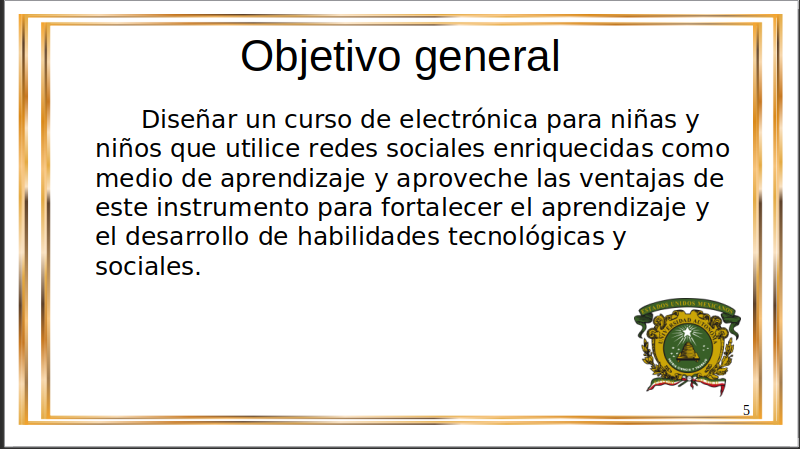 Objetivo general
Diseñar un curso de electrónica para niñas y
niños que utilice redes sociales enriquecidas como
medio de aprendizaje y aproveche las ventajas de
este instrumento para fortalecer el aprendizaje y
el desarrollo de habilidades tecnológicas y
sociales.
ESTADOS UNIDOS MEXICANOS
UNIVERSIDAD AUTÓNOMA
5